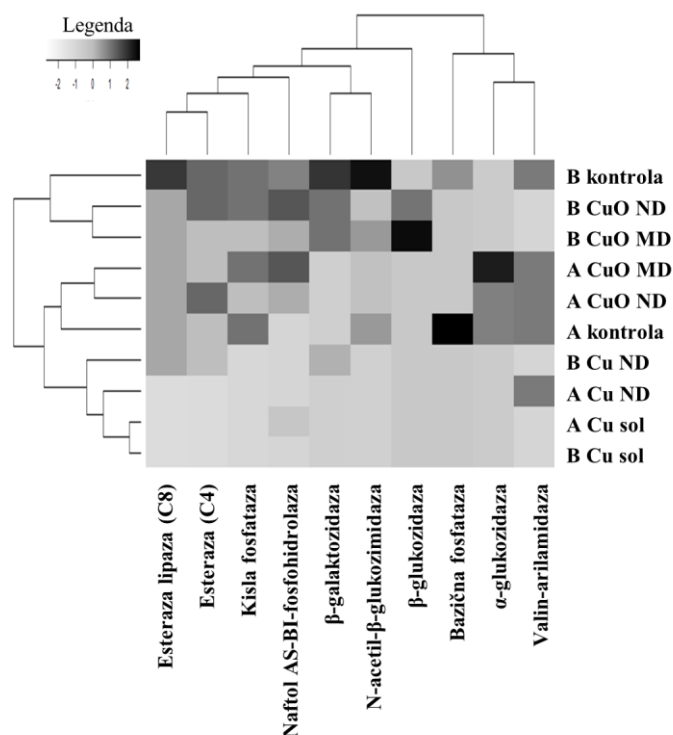 Legenda
-2 -1 0 1 2
B kontrola
B CuO ND
B CuO MD
A CuO MD
A CuO ND
A kontrola
B Cu ND
A Cu ND
A Cu sol
B Cu sol
Esteraza lipaza (C8)
Esteraza (C4)
Kisla fosfataza
Naftol AS-BI-fosfohidrolaza
β-galaktozidaza
N-acetil-β-glukozimidaza
β-glukozidaza
Bazična fosfataza
α-glukozidaza
Valin-arilamidaza